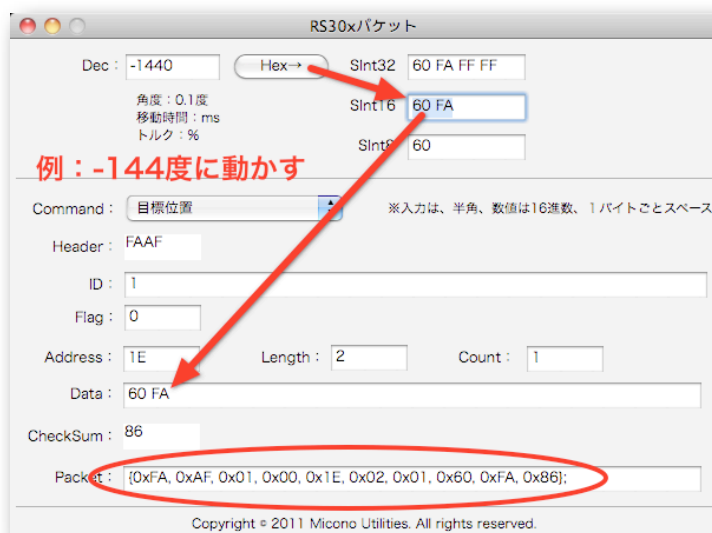 RS30xパケット
Dec : -1440 Hex→ SInt32 60 FA FF FF
角度：0.1度
移動時間：ms
トルク：%
SInt16 60 FA
SInt8 60
例：-144度に動かす
Command : 目標位置 ※入力は、半角、数値は16進数、１バイトごとスペース
Header : FAAF
ID : 1
Flag : 0
Address : 1E Length : 2 Count : 1
Data : 60 FA
CheckSum : 86
Packet : {0xFA, 0xAF, 0x01, 0x00, 0x1E, 0x02, 0x01, 0x60, 0xFA, 0x86};
Copyright © 2011 Micono Utilities. All rights reserved.